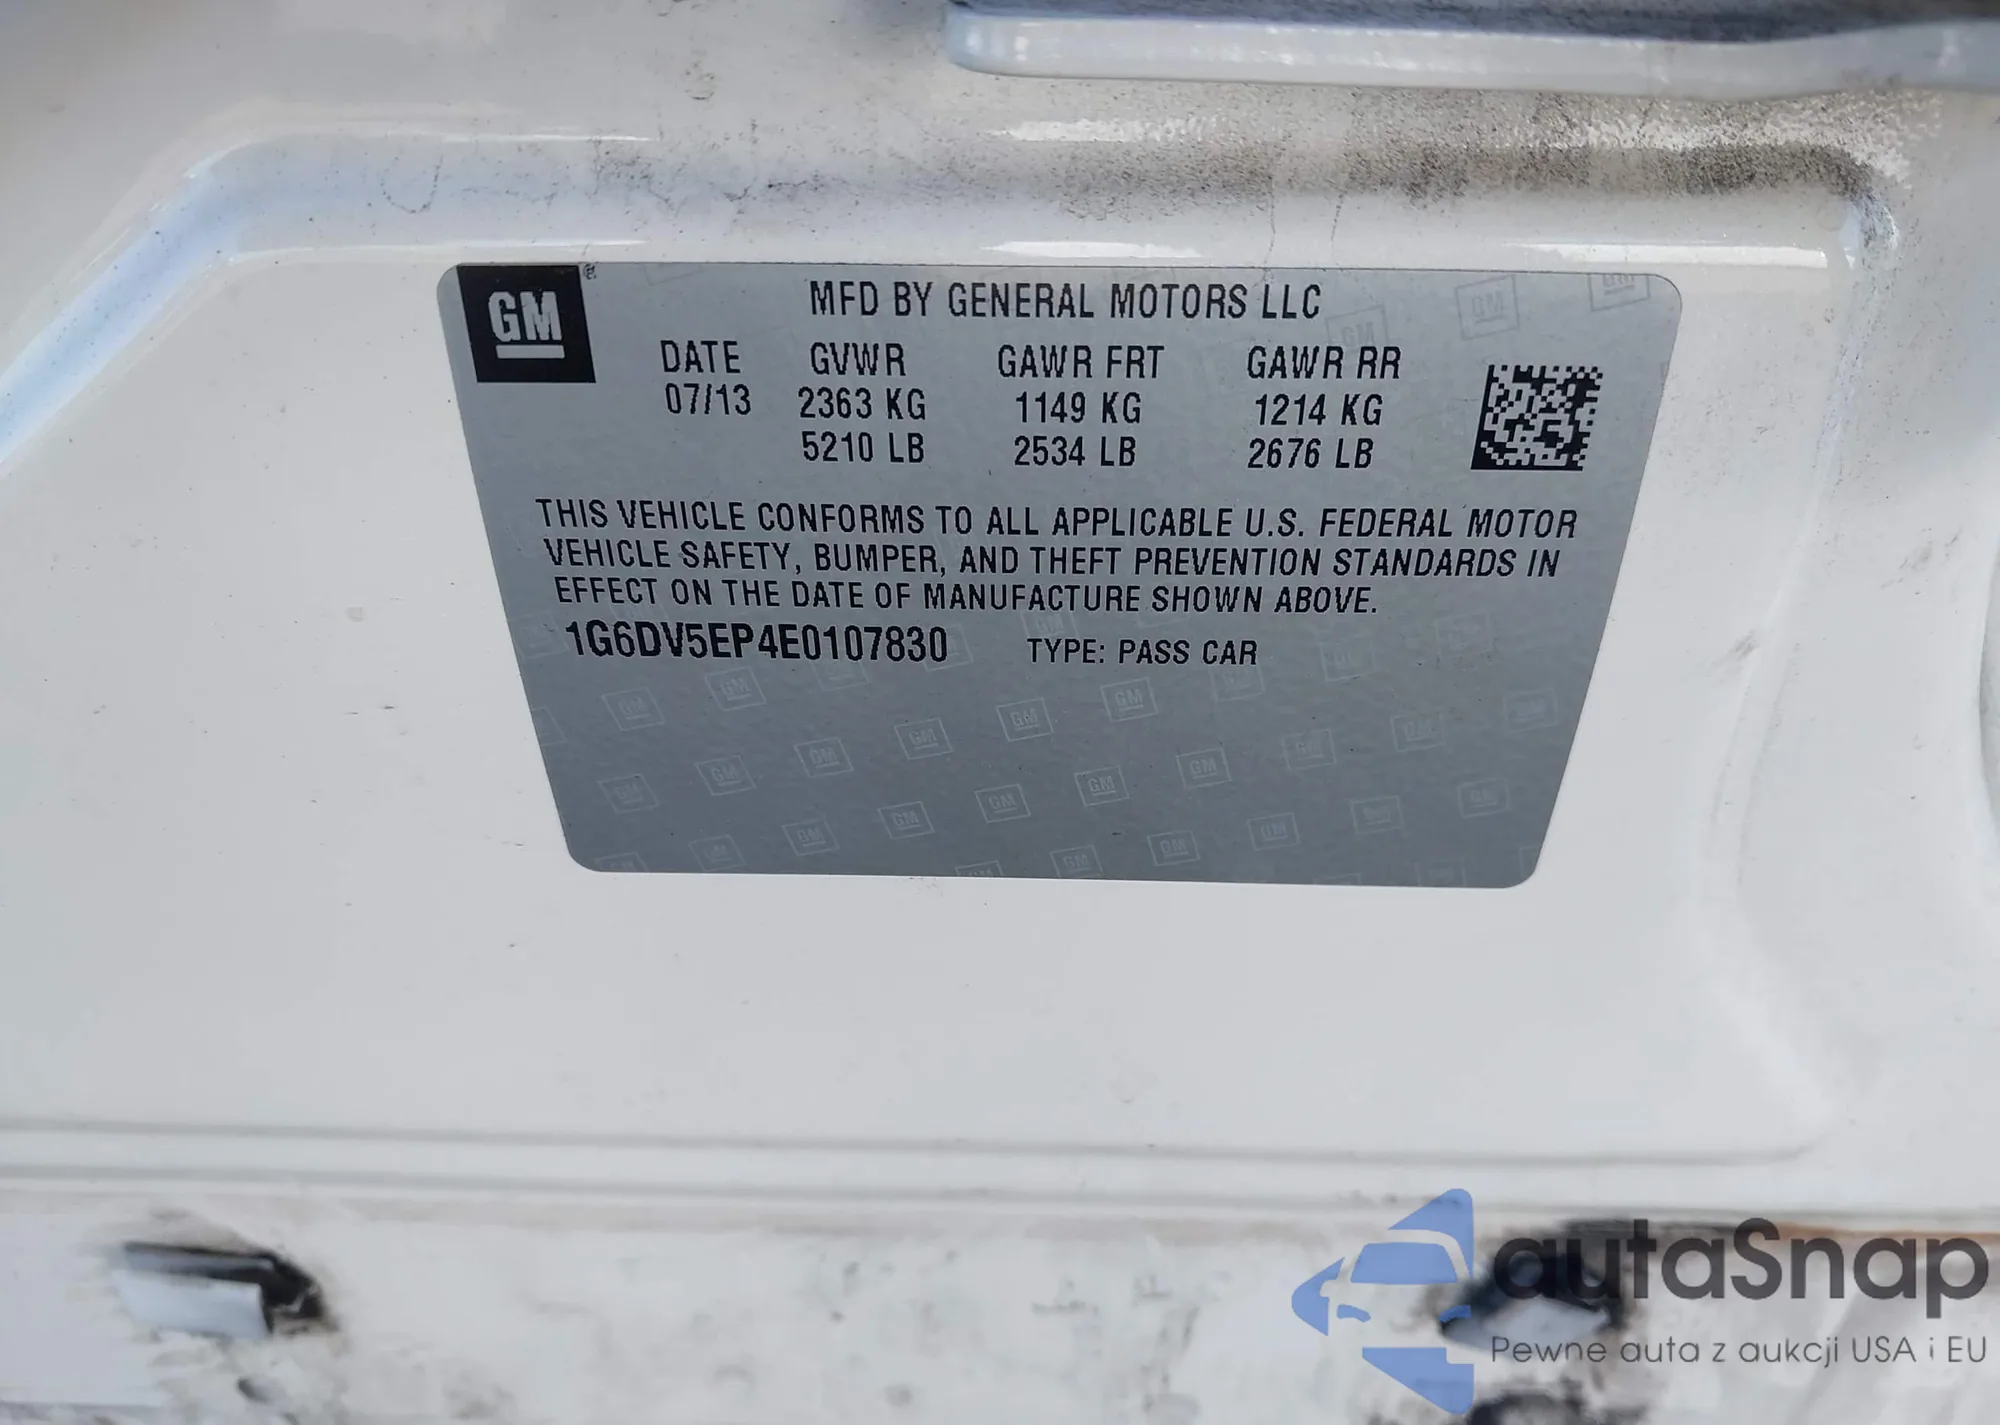 GM ®
MFD BY GENERAL MOTORS LLC
DATE GVWR GAWR FRT GAWR RR
07/13 2363 KG 1149 KG 1214 KG
5210 LB 2534 LB 2676 LB
THIS VEHICLE CONFORMS TO ALL APPLICABLE U.S. FEDERAL MOTOR
VEHICLE SAFETY, BUMPER, AND THEFT PREVENTION STANDARDS IN
EFFECT ON THE DATE OF MANUFACTURE SHOWN ABOVE.
1G6DV5EP4E0107830 TYPE: PASS CAR
autaSnap
Pewne auta z aukcji USA i EU